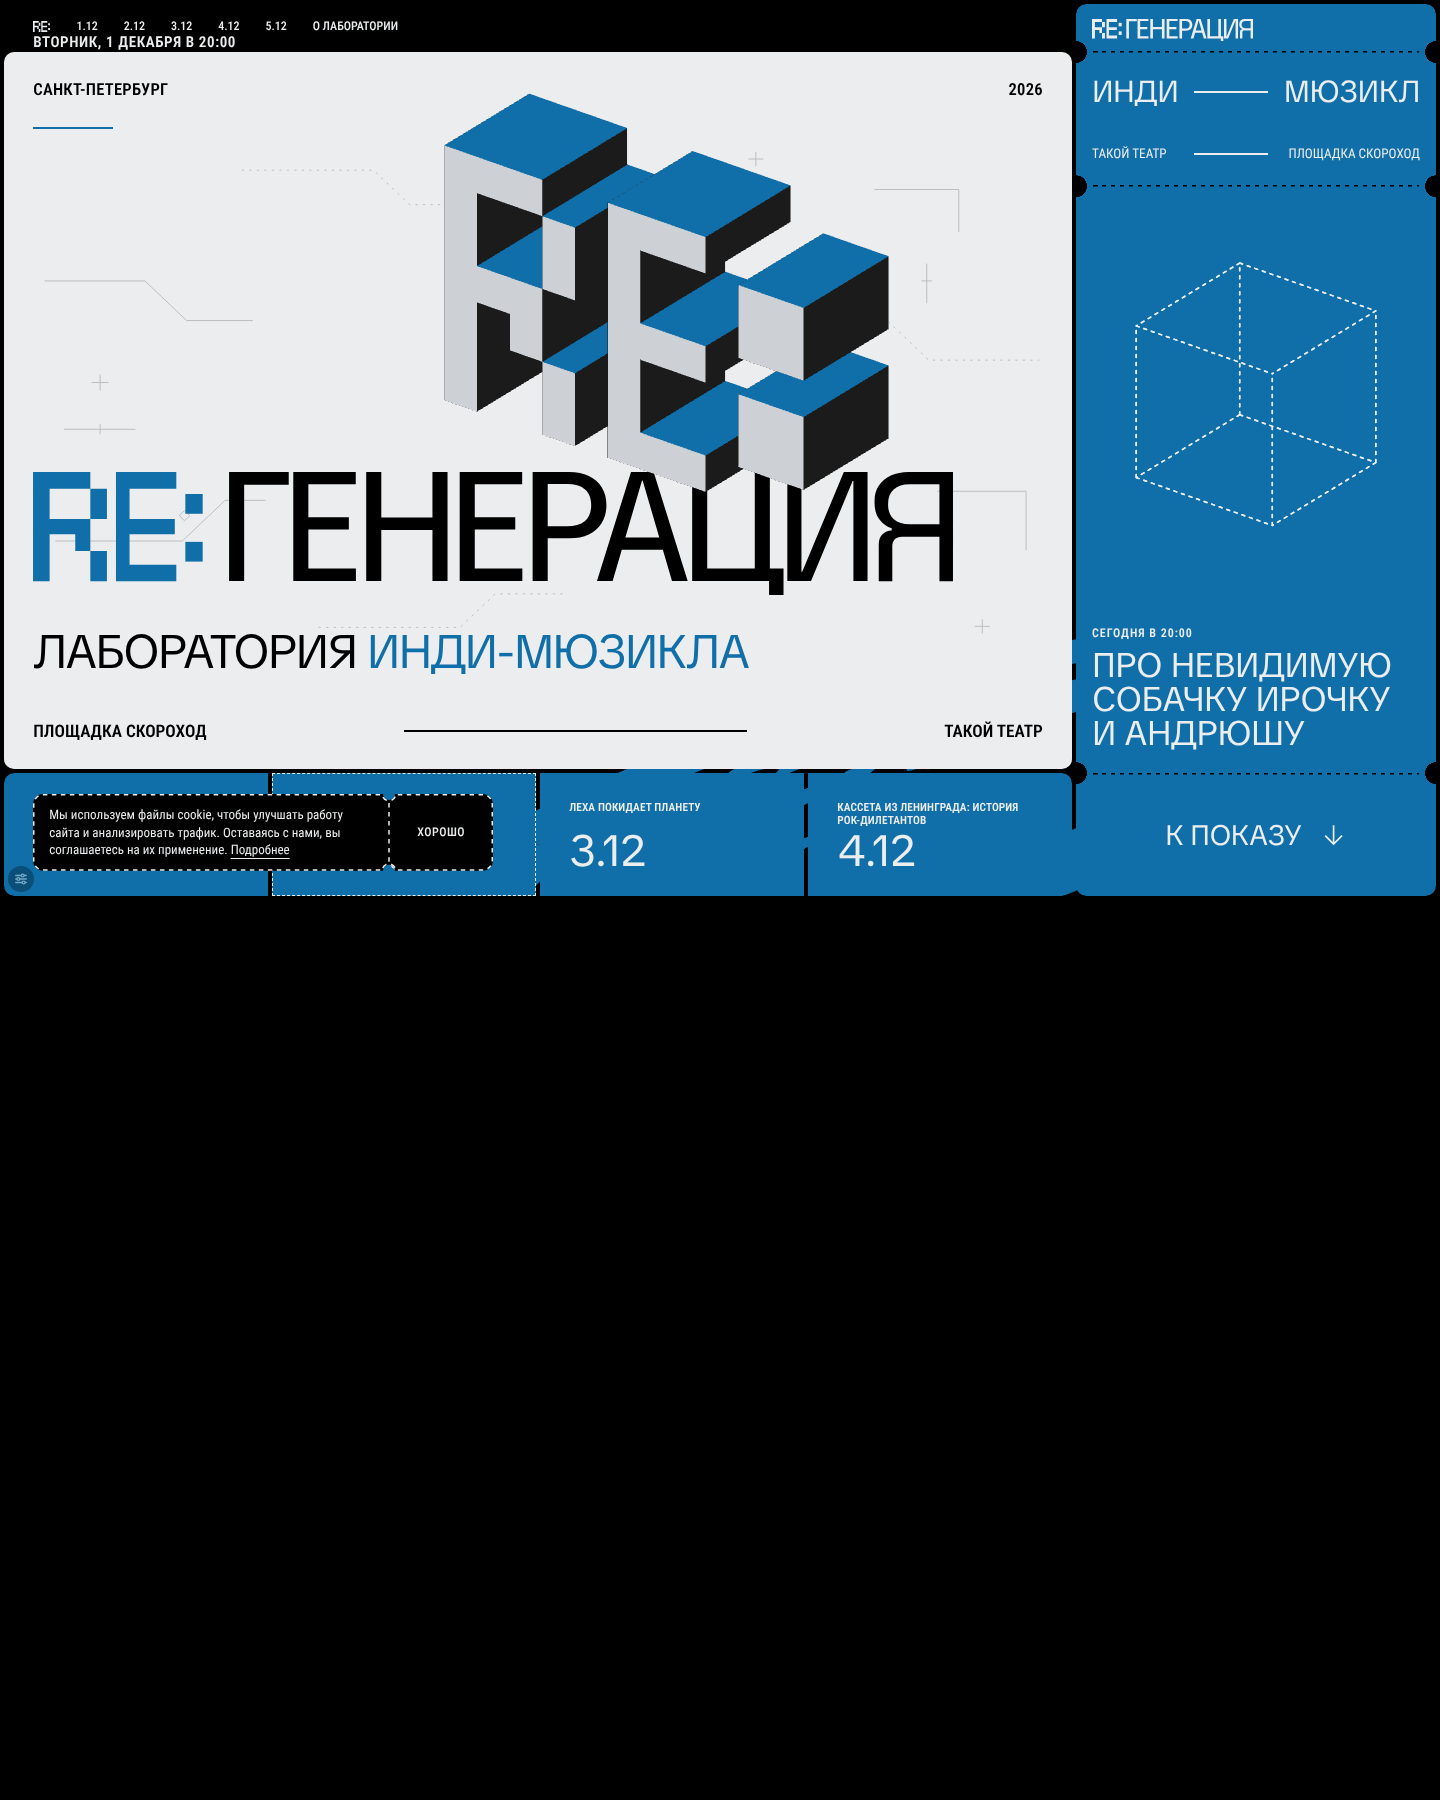 RE:
1.12
2.12
3.12
4.12
5.12
О ЛАБОРАТОРИИ
ВТОРНИК, 1 ДЕКАБРЯ В 20:00
САНКТ-ПЕТЕРБУРГ
2026
RE:
RE:ГЕНЕРАЦИЯ
ЛАБОРАТОРИЯ ИНДИ-МЮЗИКЛА
ПЛОЩАДКА СКОРОХОД
ТАКОЙ ТЕАТР
RE:ГЕНЕРАЦИЯ
ИНДИ
МЮЗИКЛ
ТАКОЙ ТЕАТР
ПЛОЩАДКА СКОРОХОД
СЕГОДНЯ В 20:00
ПРО НЕВИДИМУЮ
СОБАЧКУ ИРОЧКУ
И АНДРЮШУ
К ПОКАЗУ ↓
Мы используем файлы cookie, чтобы улучшать работу
сайта и анализировать трафик. Оставаясь с нами, вы
соглашаетесь на их применение. Подробнее
ХОРОШО
ЛЕХА ПОКИДАЕТ ПЛАНЕТУ
3.12
КАССЕТА ИЗ ЛЕНИНГРАДА: ИСТОРИЯ
РОК-ДИЛЕТАНТОВ
4.12